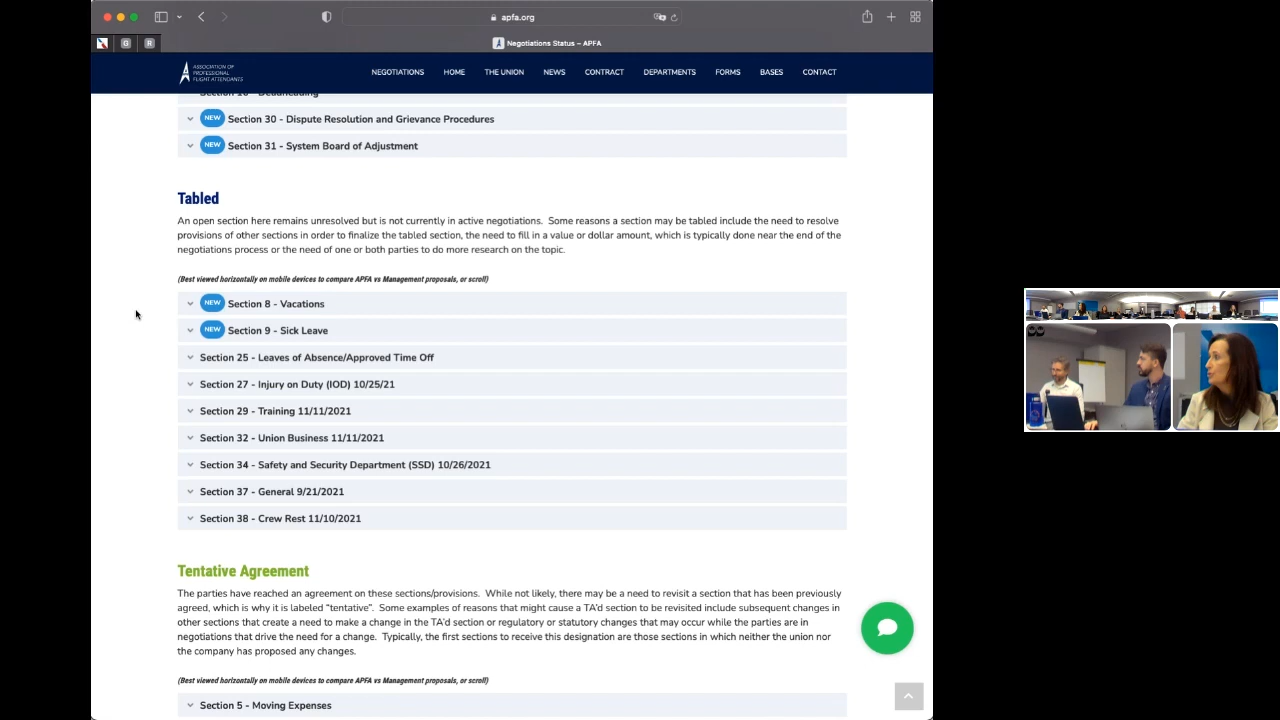 apfa.org
G
R
Negotiations Status – APFA
ASSOCIATION OF
PROFESSIONAL
FLIGHT ATTENDANTS
NEGOTIATIONS HOME THE UNION NEWS CONTRACT DEPARTMENTS FORMS BASES CONTACT
Section 16 - Deadheading
NEW Section 30 - Dispute Resolution and Grievance Procedures
NEW Section 31 - System Board of Adjustment
Tabled
An open section here remains unresolved but is not currently in active negotiations. Some reasons a section may be tabled include the need to resolve
provisions of other sections in order to finalize the tabled section, the need to fill in a value or dollar amount, which is typically done near the end of the
negotiations process or the need of one or both parties to do more research on the topic.
(Best viewed horizontally on mobile devices to compare APFA vs Management proposals, or scroll)
NEW Section 8 - Vacations
NEW Section 9 - Sick Leave
Section 25 - Leaves of Absence/Approved Time Off
Section 27 - Injury on Duty (IOD) 10/25/21
Section 29 - Training 11/11/2021
Section 32 - Union Business 11/11/2021
Section 34 - Safety and Security Department (SSD) 10/26/2021
Section 37 - General 9/21/2021
Section 38 - Crew Rest 11/10/2021
Tentative Agreement
The parties have reached an agreement on these sections/provisions. While not likely, there may be a need to revisit a section that has been previously
agreed, which is why it is labeled “tentative”. Some examples of reasons that might cause a TA’d section to be revisited include subsequent changes in
other sections that create a need to make a change in the TA’d section or regulatory or statutory changes that may occur while the parties are in
negotiations that drive the need for a change. Typically, the first sections to receive this designation are those sections in which neither the union nor
the company has proposed any changes.
(Best viewed horizontally on mobile devices to compare APFA vs Management proposals, or scroll)
Section 5 - Moving Expenses